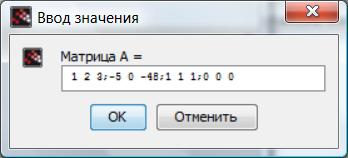 Ввод значения
Матрица A =
1 2 3;-5 0 -48;1 1 1;0 0 0
OK
Отменить